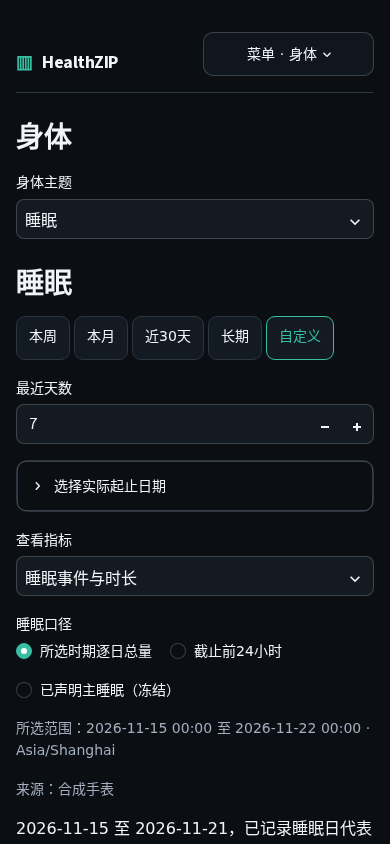 HealthZIP
菜单 · 身体
身体
身体主题
睡眠
睡眠
本周
本月
近30天
长期
自定义
最近天数
7
选择实际起止日期
查看指标
睡眠事件与时长
睡眠口径
所选时期逐日总量
截止前24小时
已声明主睡眠（冻结）
所选范围：2026-11-15 00:00 至 2026-11-22 00:00 ·
Asia/Shanghai
来源：合成手表
2026-11-15 至 2026-11-21，已记录睡眠日代表